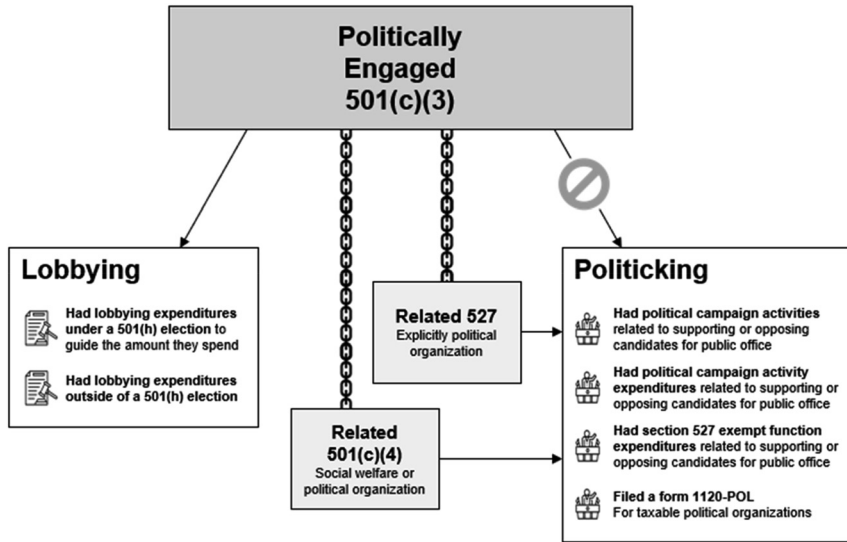 Politically
Engaged
501(c)(3)
Lobbying
Had lobbying expenditures
under a 501(h) election to
guide the amount they spend
Had lobbying expenditures
outside of a 501(h) election
Related 527
Explicitly political
organization
Related
501(c)(4)
Social welfare or
political organization
Politicking
Had political campaign activities
related to supporting or opposing
candidates for public office
Had political campaign activity
expenditures related to supporting or
opposing candidates for public office
Had section 527 exempt function
expenditures related to supporting or
opposing candidates for public office
Filed a form 1120-POL
For taxable political organizations